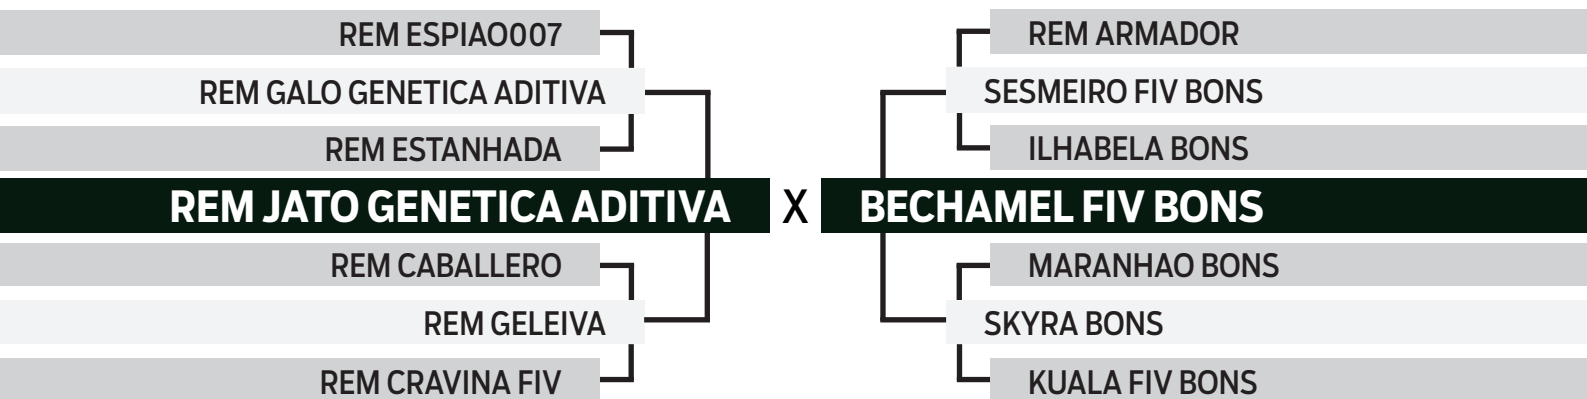 REM ESPIAO007
REM GALO GENETICA ADITIVA
REM ESTANHADA
REM JATO GENETICA ADITIVA X BECHAMEL FIV BONS
REM CABALLERO
REM GELEIVA
REM CRAVINA FIV
REM ARMADOR
SESMEIRO FIV BONS
ILHABELA BONS
MARANHAO BONS
SKYRA BONS
KUALA FIV BONS